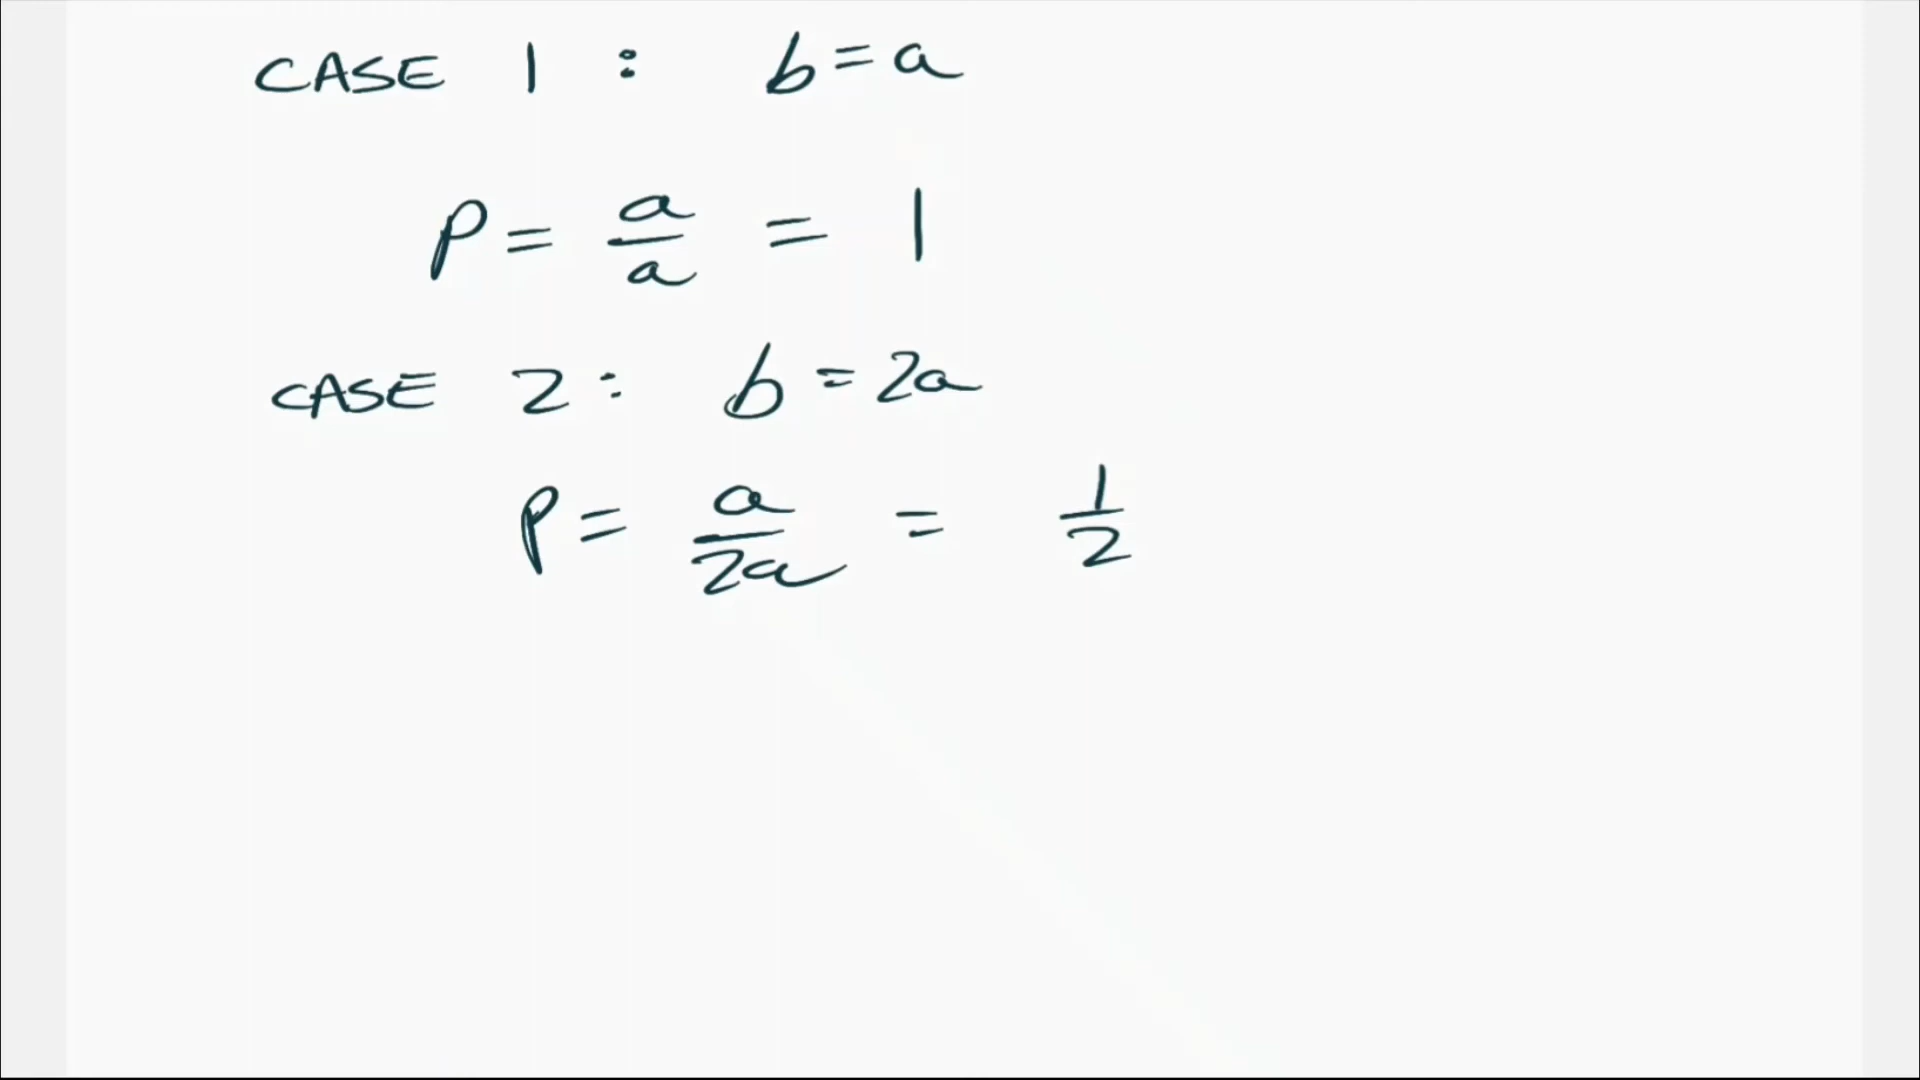 CASE 1 : b = a
P = a/a = 1
CASE 2 : b = 2a
P = a/2a = 1/2